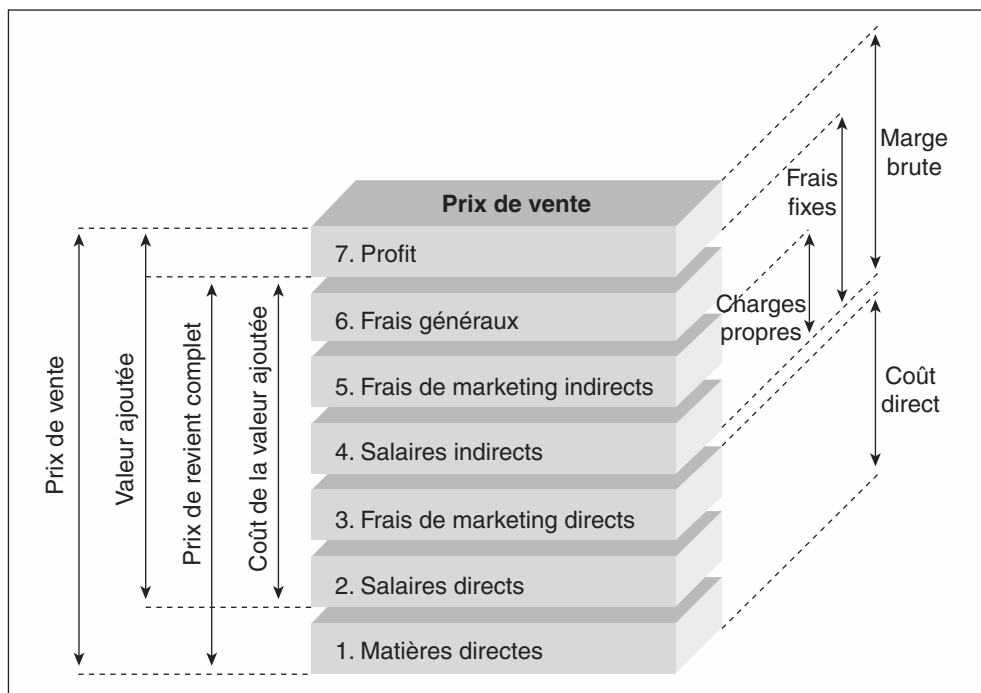 Prix de vente
7. Profit
6. Frais généraux
5. Frais de marketing indirects
4. Salaires indirects
3. Frais de marketing directs
2. Salaires directs
1. Matières directes
Prix de vente
Valeur ajoutée
Prix de revient complet
Coût de la valeur ajoutée
Charges
propres
Frais
fixes
Marge
brute
Coût
direct